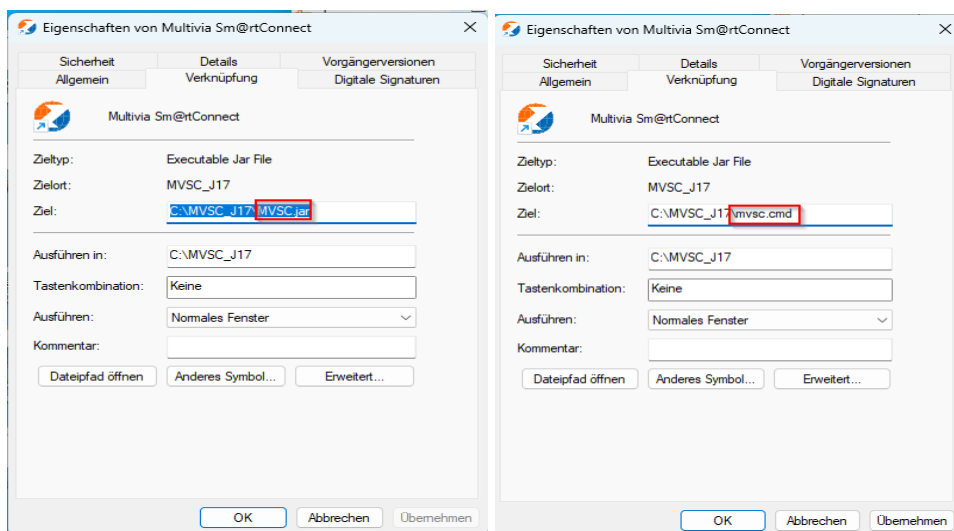 Eigenschaften von Multivia Sm@rtConnect
Sicherheit Details Vorgängerversionen
Allgemein Verknüpfung Digitale Signaturen
Multivia Sm@rtConnect
Zieltyp: Executable Jar File
Zielort: MVSC_J17
Ziel: C:\MVSC_J17\MVSC.jar
Ausführen in: C:\MVSC_J17
Tastenkombination: Keine
Ausführen: Normales Fenster
Kommentar:
Dateipfad öffnen Anderes Symbol... Erweitert...
OK Abbrechen Übernehmen
Eigenschaften von Multivia Sm@rtConnect
Sicherheit Details Vorgängerversionen
Allgemein Verknüpfung Digitale Signaturen
Multivia Sm@rtConnect
Zieltyp: Executable Jar File
Zielort: MVSC_J17
Ziel: C:\MVSC_J17\mvsc.cmd
Ausführen in: C:\MVSC_J17
Tastenkombination: Keine
Ausführen: Normales Fenster
Kommentar:
Dateipfad öffnen Anderes Symbol... Erweitert...
OK Abbrechen Übernehmen